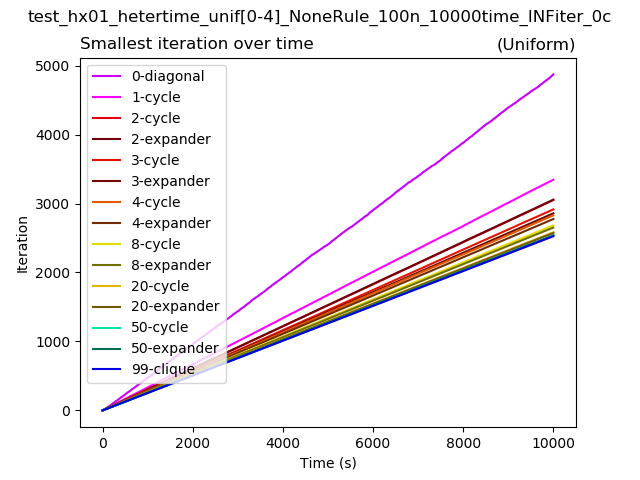 test_hx01_hetertime_unif[0-4]_NoneRule_100n_10000time_INFiter_0c
Smallest iteration over time
(Uniform)
5000
4000
3000
2000
1000
0
Iteration
0-diagonal
1-cycle
2-cycle
2-expander
3-cycle
3-expander
4-cycle
4-expander
8-cycle
8-expander
20-cycle
20-expander
50-cycle
50-expander
99-clique
0 2000 4000 6000 8000 10000
Time (s)